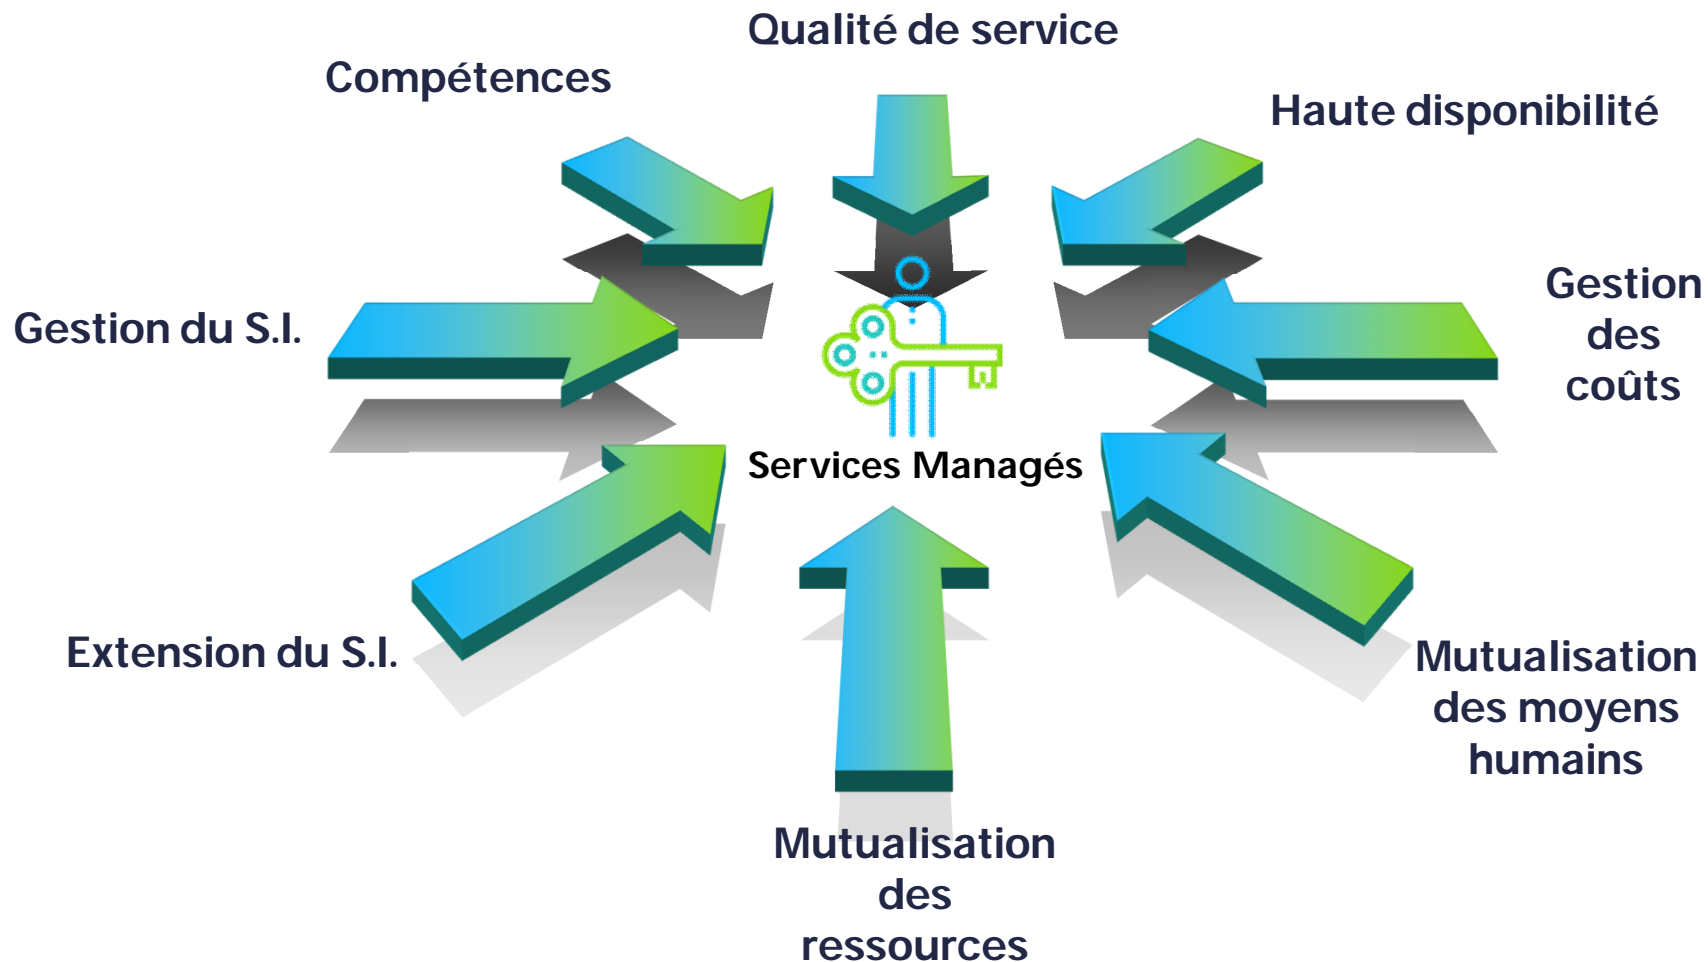 Qualité de service
Compétences
Haute disponibilité
Gestion du S.I.
Gestion
des
coûts
Services Managés
Extension du S.I.
Mutualisation
des moyens
humains
Mutualisation
des
ressources